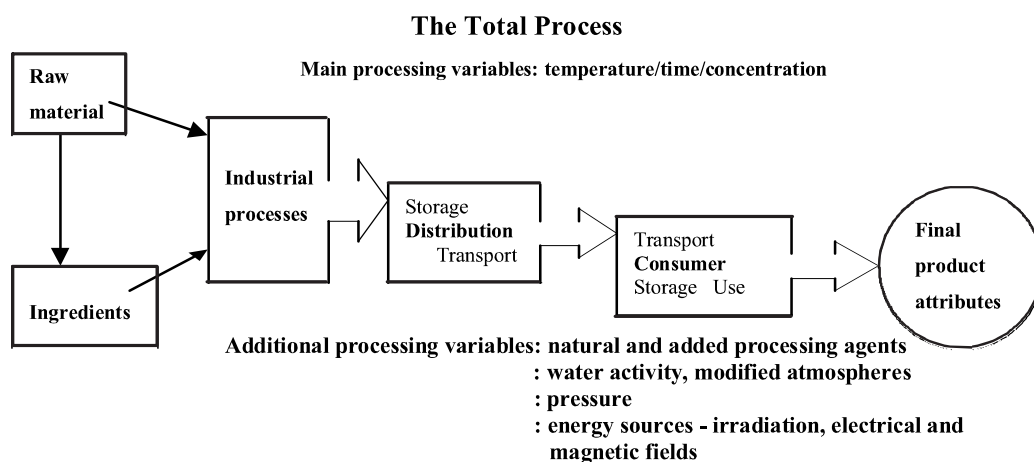 The Total Process
Main processing variables: temperature/time/concentration
Raw
material
Industrial
processes
Ingredients
Storage
Distribution
Transport
Transport
Consumer
Storage Use
Final
product
attributes
Additional processing variables: natural and added processing agents
: water activity, modified atmospheres
: pressure
: energy sources - irradiation, electrical and
magnetic fields